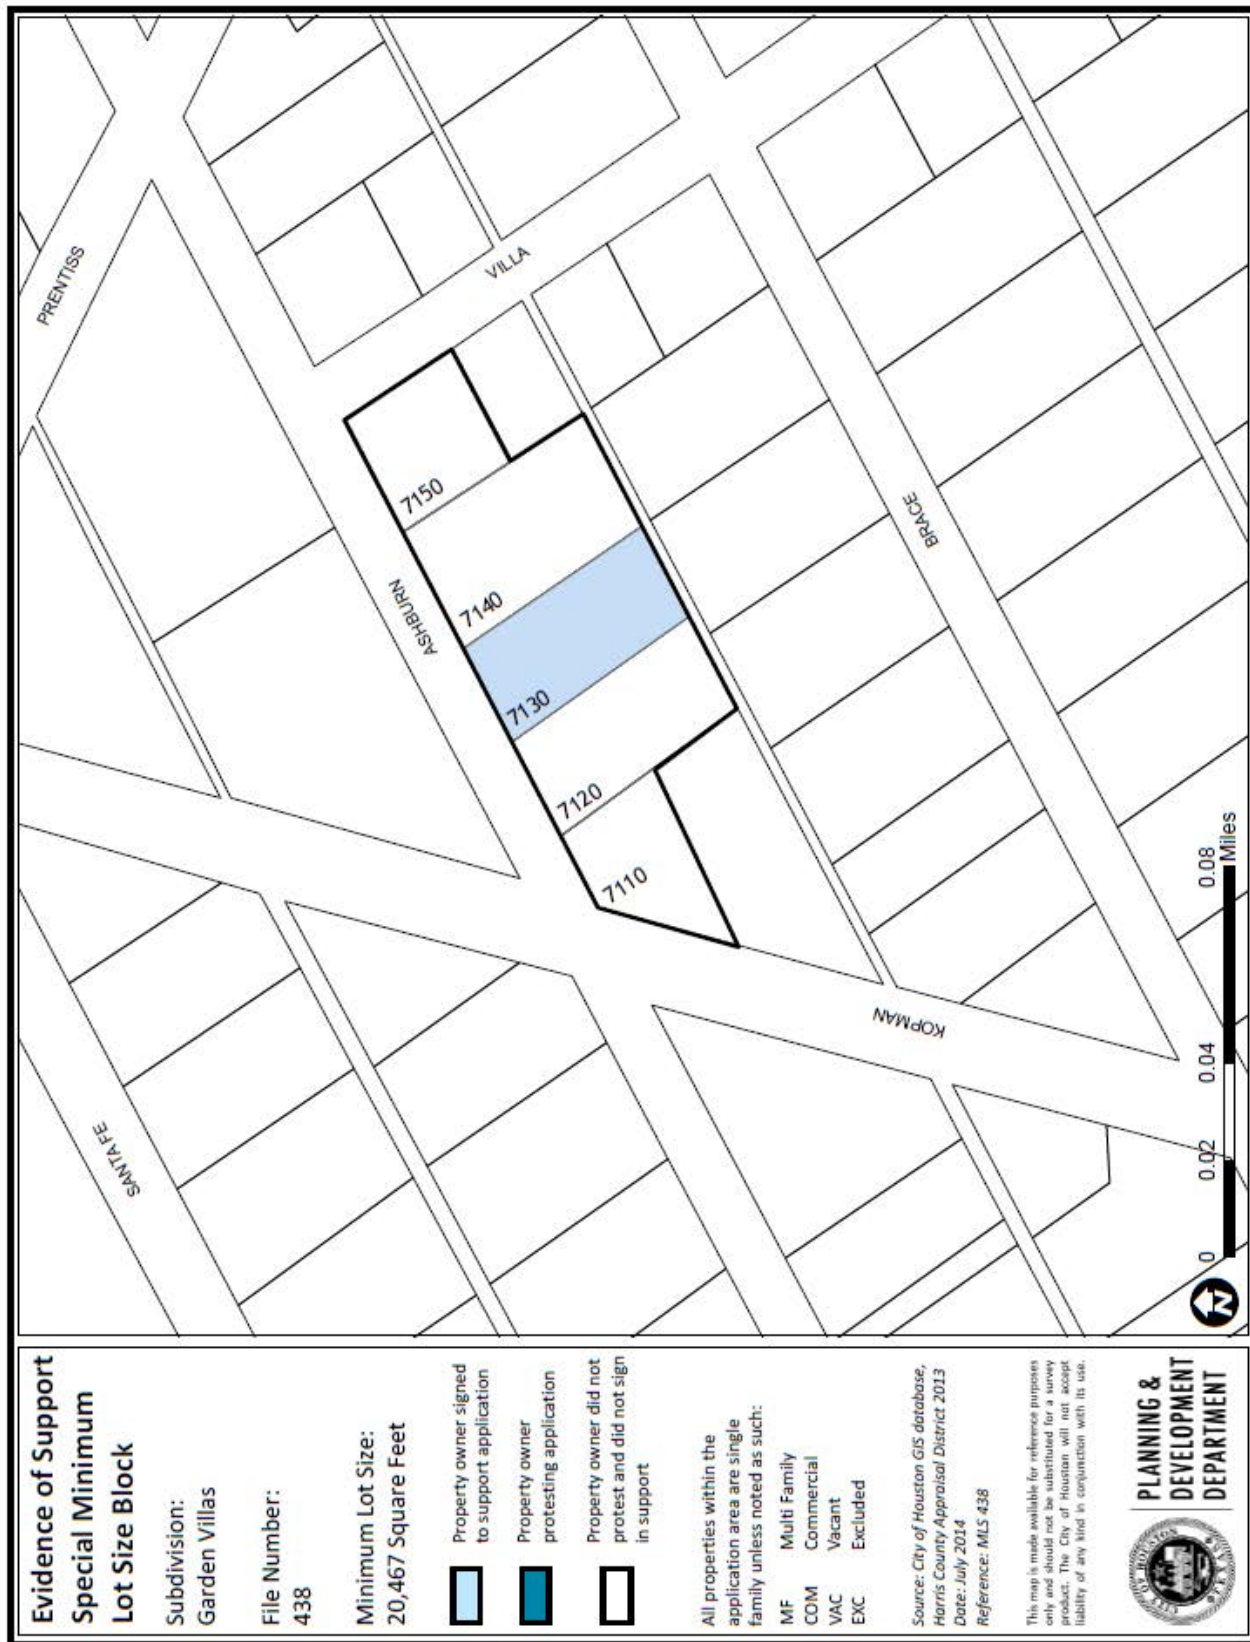 Evidence of Support
Special Minimum
Lot Size Block
Subdivision:
Garden Villas
File Number:
438
Minimum Lot Size:
20,467 Square Feet
Property owner signed
to support application
Property owner
protesting application
Property owner did not
protest and did not sign
in support
All properties within the
application area are single
family unless noted as such:
MF Multi Family
COM Commercial
VAC Vacant
EXC Excluded
Source: City of Houston GIS database,
Harris County Appraisal District 2013
Date: July 2014
Reference: MLS 438
This map is made available for reference purposes
only and should not be substituted for a survey
product. The City of Houston will not accept
liability of any kind in conjunction with its use.
CITY OF HOUSTON
TEXAS
PLANNING &
DEVELOPMENT
DEPARTMENT
SANTA FE
PRENTISS
ASHBURN
VILLA
KOPMAN
BRACE
7110
7120
7130
7140
7150
N
0 0.02 0.04 0.08
Miles